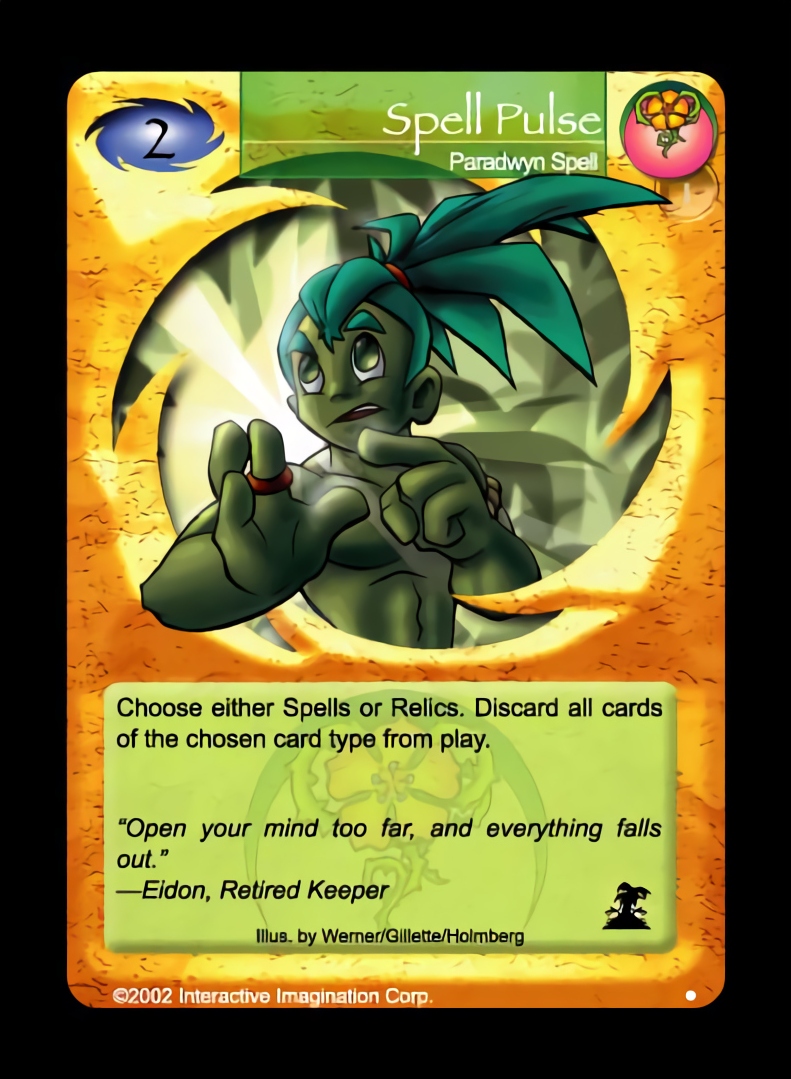 2
Spell Pulse
Paradwyn Spell
Choose either Spells or Relics. Discard all cards
of the chosen card type from play.
“Open your mind too far, and everything falls
out.”
—Eidon, Retired Keeper
Illus. by Werner/Gillette/Holmberg
©2002 Interactive Imagination Corp.